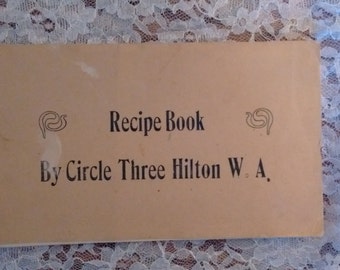 Recipe Book
By Circle Three Hilton W. A.